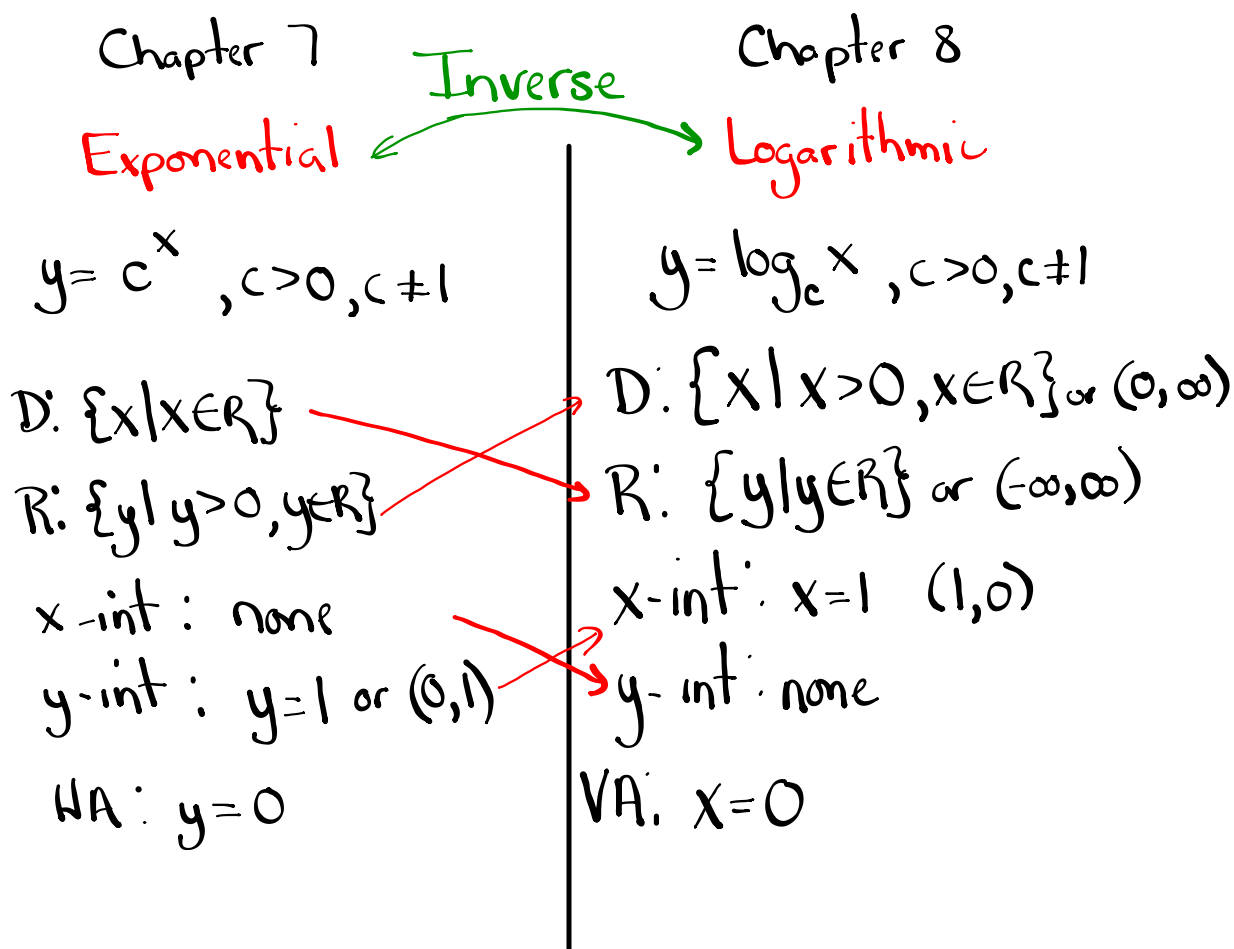 Chapter 7
Inverse
Chapter 8
Exponential
Logarithmic
y = c^x , c > 0, c ≠ 1
D: {x | x ∈ R}
R: {y | y > 0, y ∈ R}
x-int : none
y-int : y = 1 or (0,1)
HA : y = 0
y = log_c x , c > 0, c ≠ 1
D: {x | x > 0, x ∈ R} or (0, ∞)
R: {y | y ∈ R} or (-∞, ∞)
x-int : x = 1 (1,0)
y-int : none
VA: x = 0